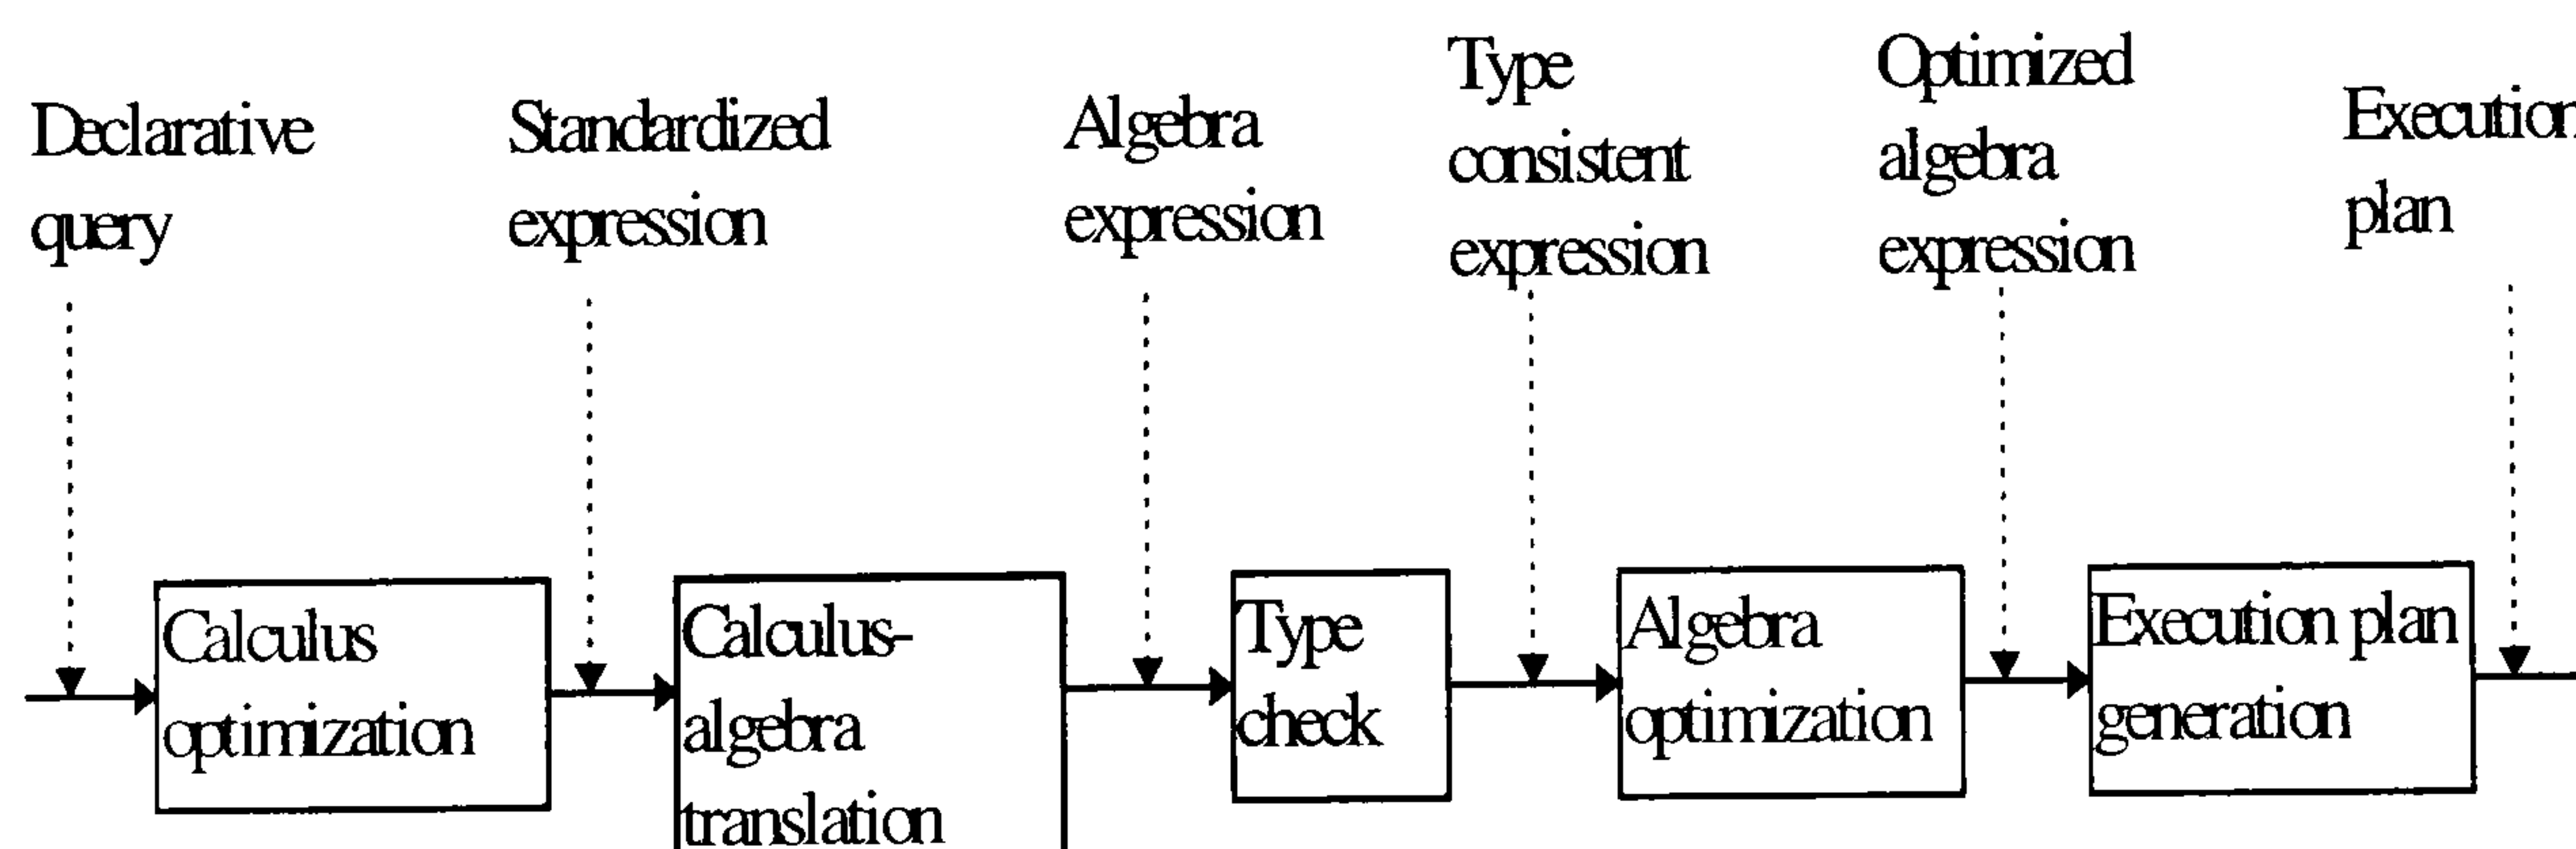 Declarative
query
Standardized
expression
Algebra
expression
Type
consistent
expression
Optimized
algebra
expression
Execution
plan
Calculus
optimization
Calculus-
algebra
translation
Type
check
Algebra
optimization
Execution plan
generation